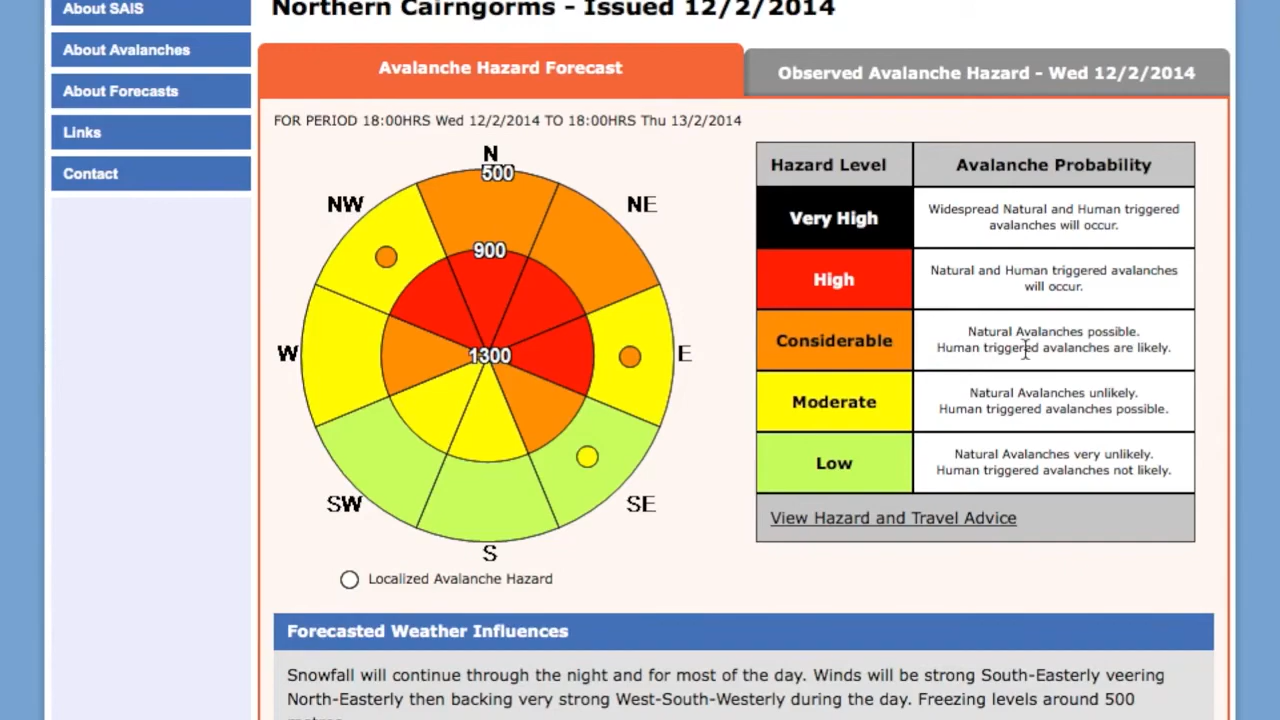 About SAIS
About Avalanches
About Forecasts
Links
Contact
Northern Cairngorms - Issued 12/2/2014
Avalanche Hazard Forecast
Observed Avalanche Hazard - Wed 12/2/2014
FOR PERIOD 18:00HRS Wed 12/2/2014 TO 18:00HRS Thu 13/2/2014
N
500
NW
NE
900
W
1300
E
SW
SE
S
Localized Avalanche Hazard
Hazard Level
Avalanche Probability
Very High
Widespread Natural and Human triggered
avalanches will occur.
High
Natural and Human triggered avalanches
will occur.
Considerable
Natural Avalanches possible.
Human triggered avalanches are likely.
Moderate
Natural Avalanches unlikely.
Human triggered avalanches possible.
Low
Natural Avalanches very unlikely.
Human triggered avalanches not likely.
View Hazard and Travel Advice
Forecasted Weather Influences
Snowfall will continue through the night and for most of the day. Winds will be strong South-Easterly veering
North-Easterly then backing very strong West-South-Westerly during the day. Freezing levels around 500